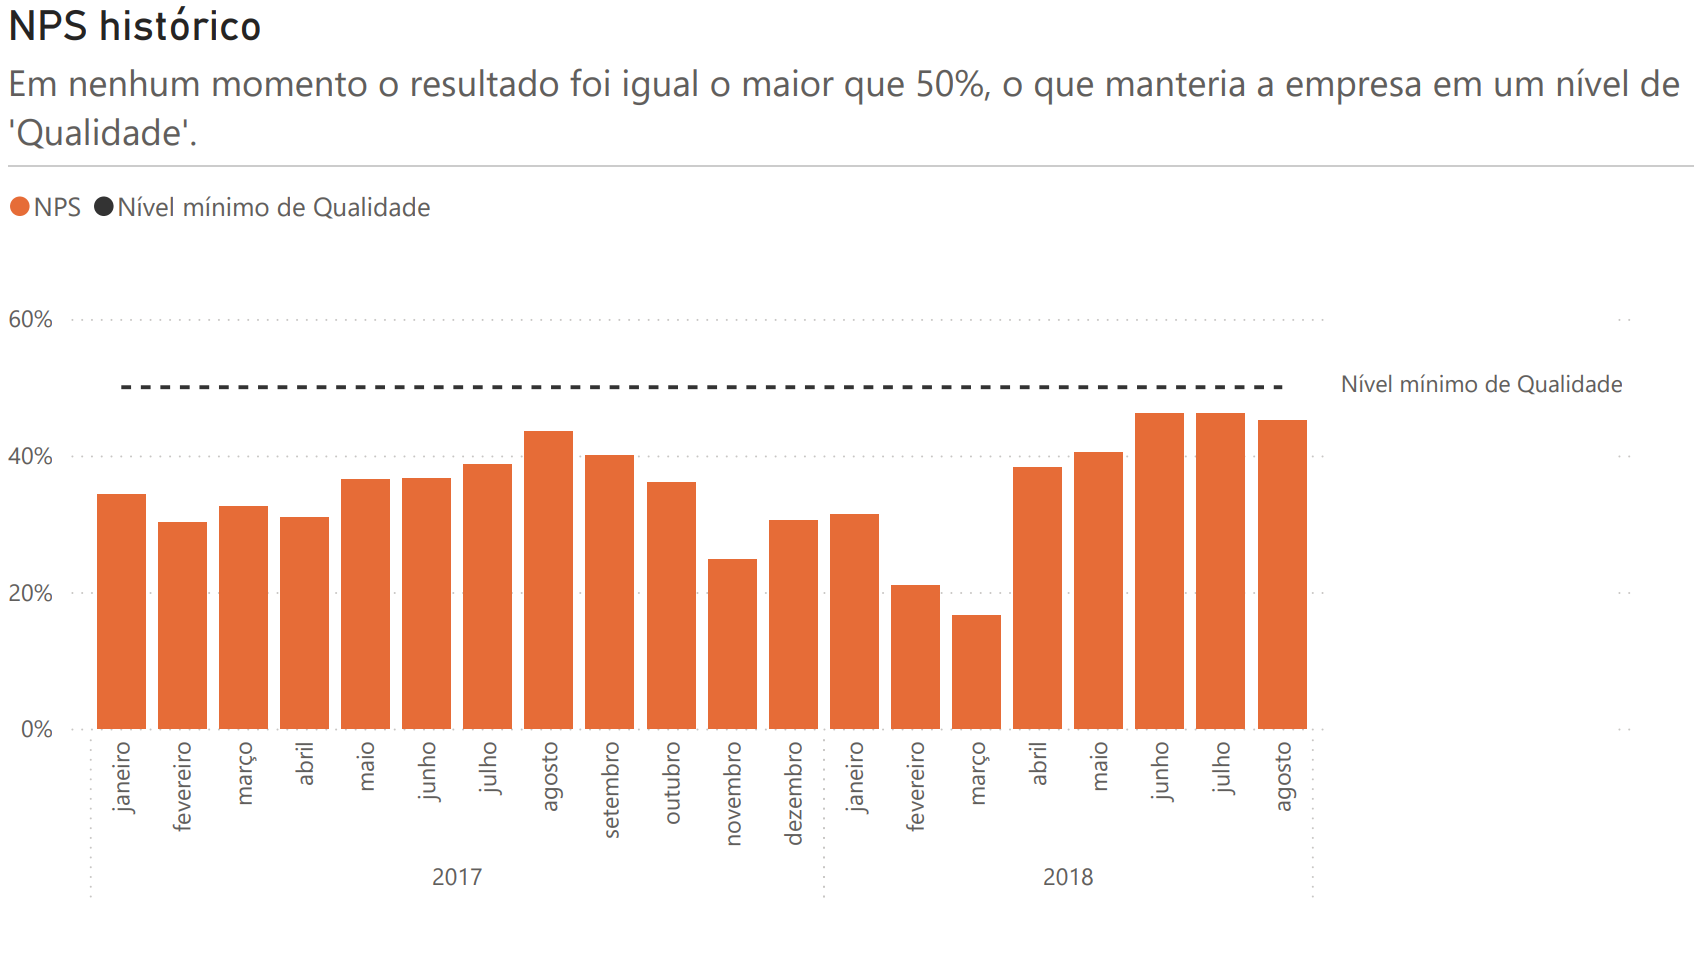 NPS histórico
Em nenhum momento o resultado foi igual o maior que 50%, o que manteria a empresa em um nível de
'Qualidade'.
NPS Nível mínimo de Qualidade
60%
Nível mínimo de Qualidade
40%
20%
0%
janeiro fevereiro março abril maio junho julho agosto setembro outubro novembro dezembro janeiro fevereiro março abril maio junho julho agosto
2017 2018